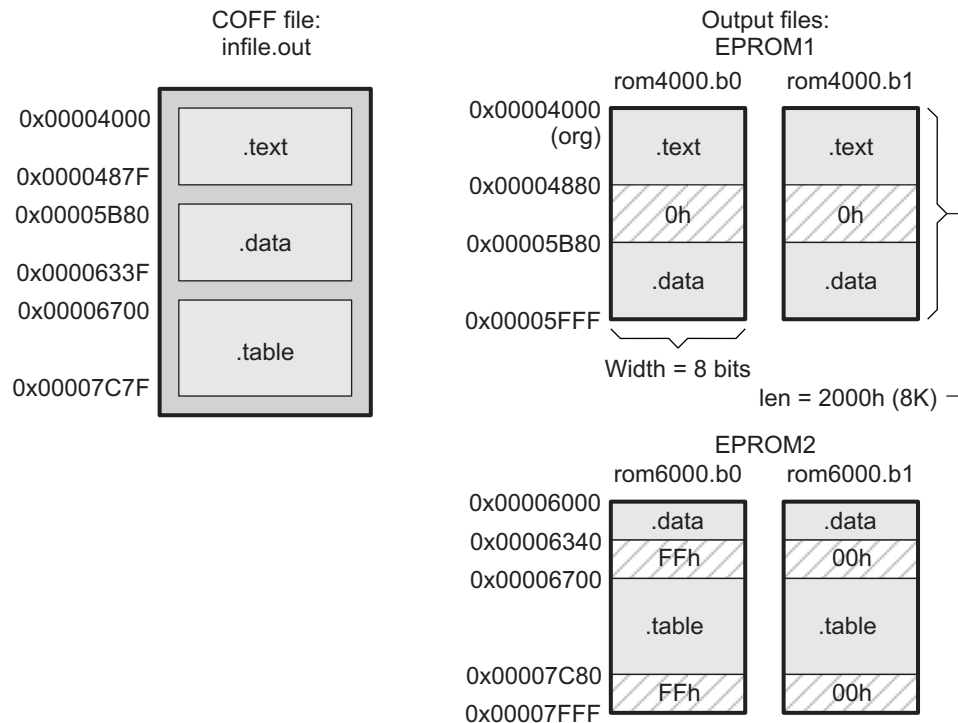 COFF file:
infile.out
0x00004000
.text
0x0000487F
0x00005B80
.data
0x0000633F
0x00006700
.table
0x00007C7F
Output files:
EPROM1
rom4000.b0 rom4000.b1
0x00004000
(org)
.text .text
0x00004880
0h 0h
0x00005B80
.data .data
0x00005FFF
Width = 8 bits
len = 2000h (8K)
EPROM2
rom6000.b0 rom6000.b1
0x00006000
.data .data
0x00006340
FFh 00h
0x00006700
.table .table
0x00007C80
FFh 00h
0x00007FFF